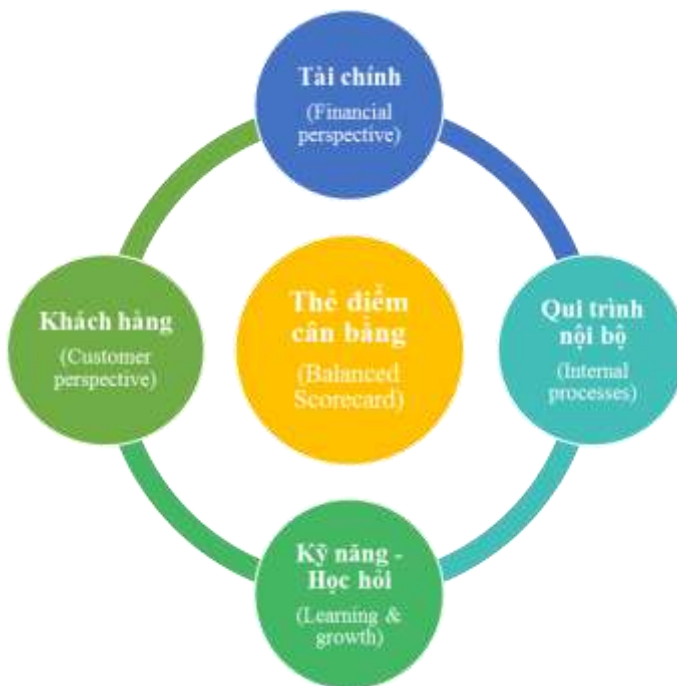 Tài chính
(Financial
perspective)
Khách hàng
(Customer
perspective)
Thẻ điểm
cân bằng
(Balanced
Scorecard)
Qui trình
nội bộ
(Internal
processes)
Kỹ năng -
Học hỏi
(Learning &
growth)